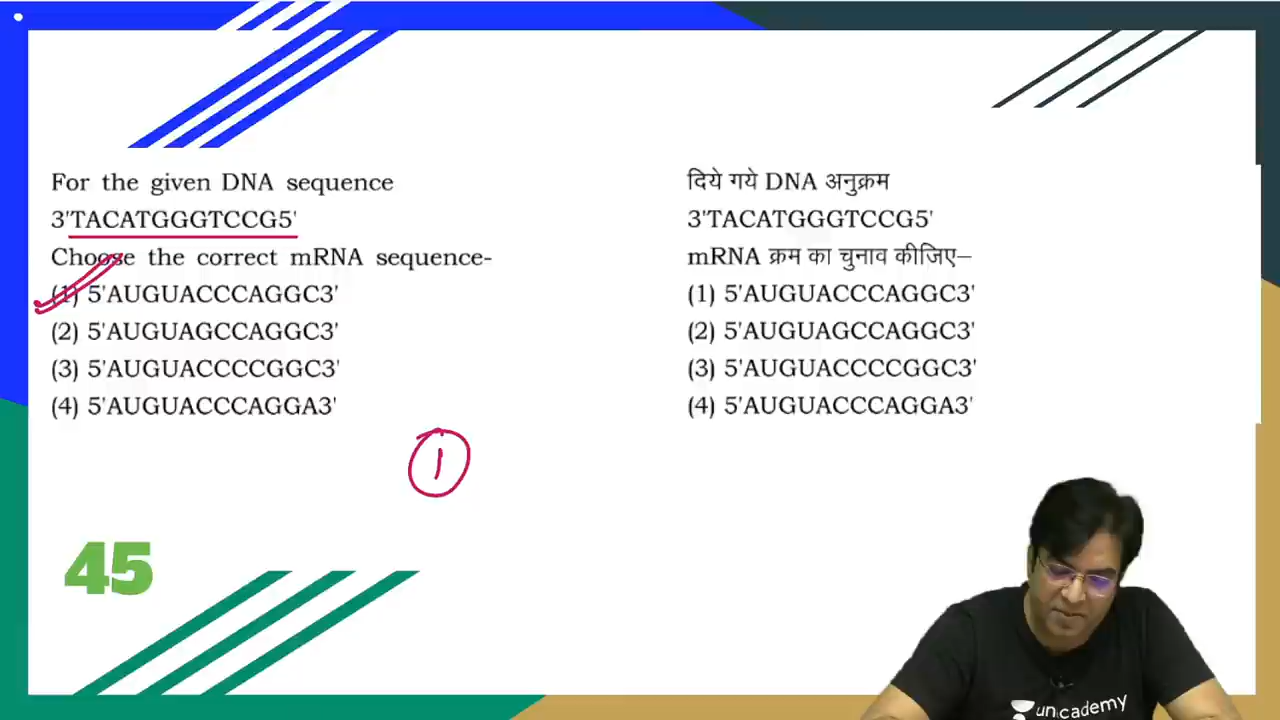 For the given DNA sequence
3'TACATGGGTCCG5'
Choose the correct mRNA sequence-
(1) 5'AUGUACCCAGGC3'
(2) 5'AUGUAGCCAGGC3'
(3) 5'AUGUACCCCGGC3'
(4) 5'AUGUACCCAGGA3'
1
45
दिये गये DNA अनुक्रम
3'TACATGGGTCCG5'
mRNA क्रम का चुनाव कीजिए–
(1) 5'AUGUACCCAGGC3'
(2) 5'AUGUAGCCAGGC3'
(3) 5'AUGUACCCCGGC3'
(4) 5'AUGUACCCAGGA3'
unacademy